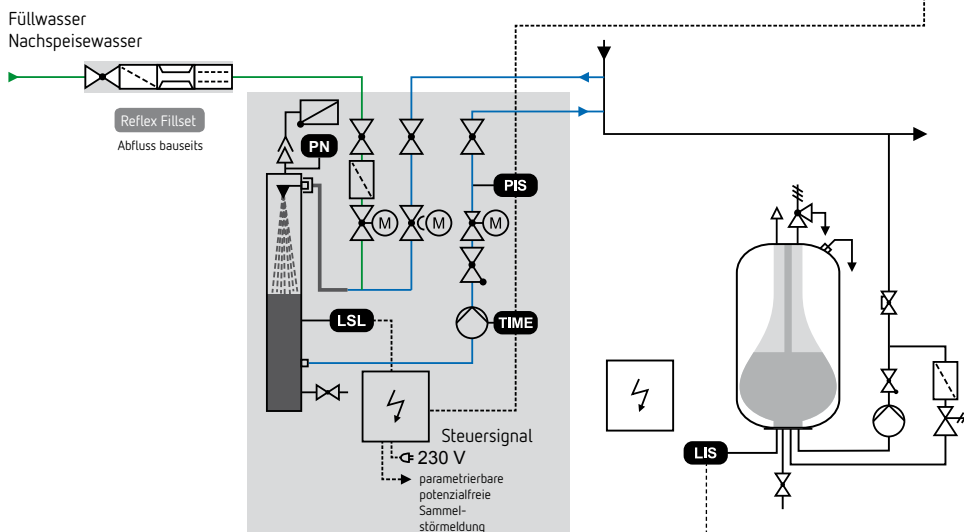 Füllwasser
Nachspeisewasser
Reflex Fillset
Abfluss bauseits
PN
PIS
M
M
M
LSL
TIME
Steuersignal
230 V
parametrierbare
potenzialfreie
Sammel-
störmeldung
LIS